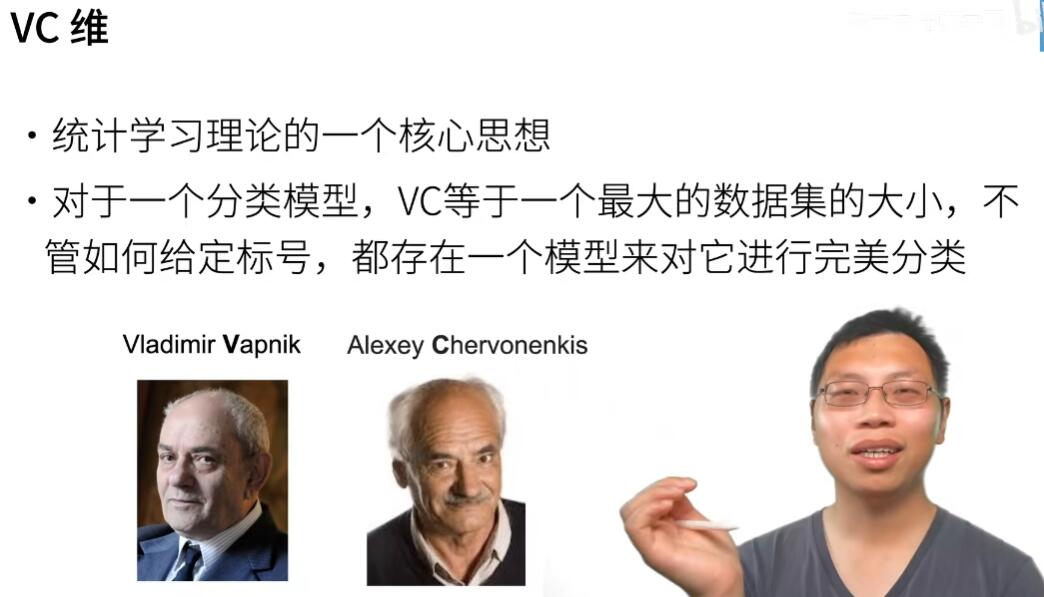 VC 维
• 统计学习理论的一个核心思想
• 对于一个分类模型，VC等于一个最大的数据集的大小，不
管如何给定标号，都存在一个模型来对它进行完美分类
Vladimir Vapnik
Alexey Chervonenkis